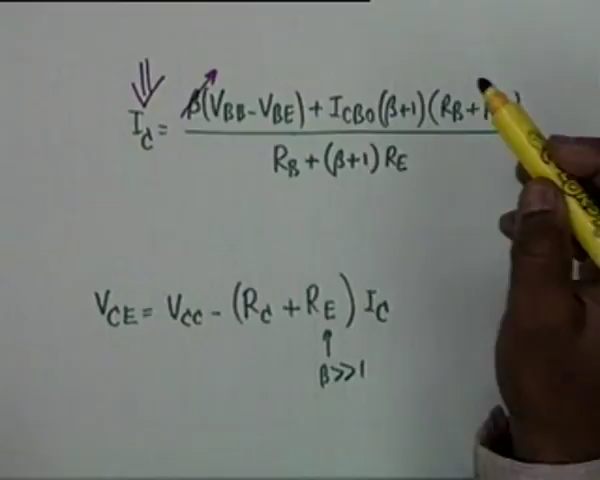 I_C = β(V_BB - V_BE) + I_CBO(β+1)(R_B+
R_B + (β+1) R_E
V_CE = V_CC - (R_C + R_E) I_C
β>>1